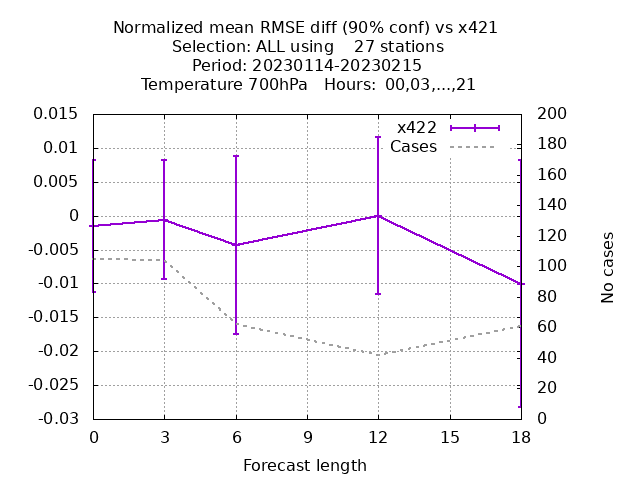 Normalized mean RMSE diff (90% conf) vs x421
Selection: ALL using    27 stations
Period: 20230114-20230215
Temperature 700hPa   Hours: 00,03,...,21
0.015
0.01
0.005
0
-0.005
-0.01
-0.015
-0.02
-0.025
-0.03
x422
Cases
200
180
160
140
120
100
80
60
40
20
0
No cases
0 3 6 9 12 15 18
Forecast length